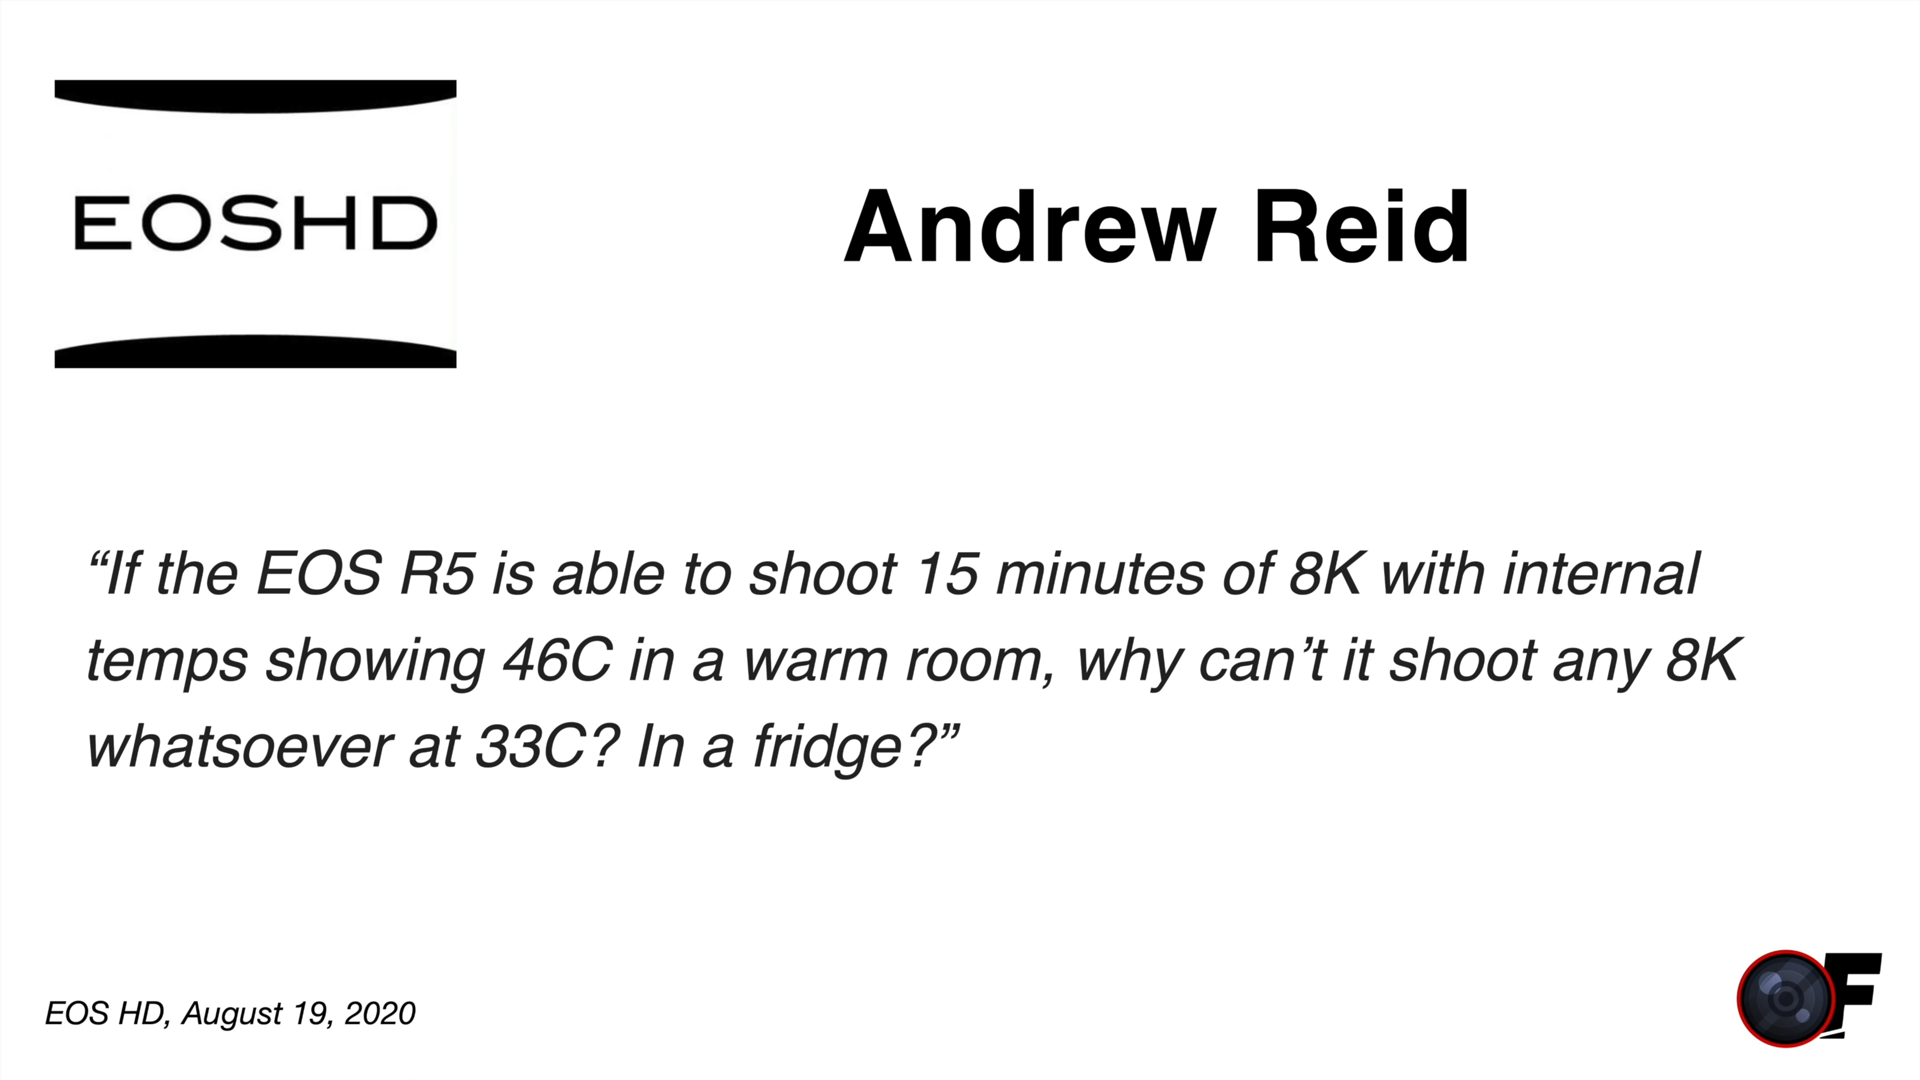 EOSHD
Andrew Reid
“If the EOS R5 is able to shoot 15 minutes of 8K with internal
temps showing 46C in a warm room, why can’t it shoot any 8K
whatsoever at 33C? In a fridge?”
EOS HD, August 19, 2020
F